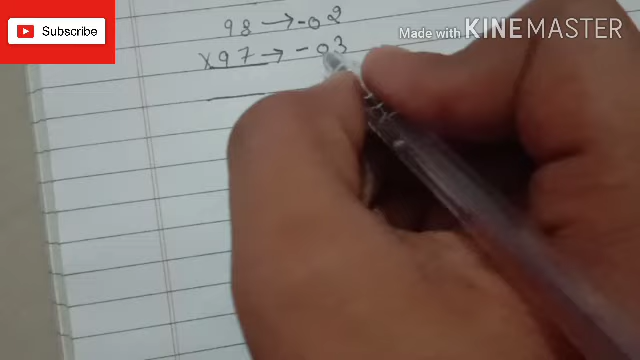 Subscribe
Made with KINEMASTER
98 → -02
x97 → -03